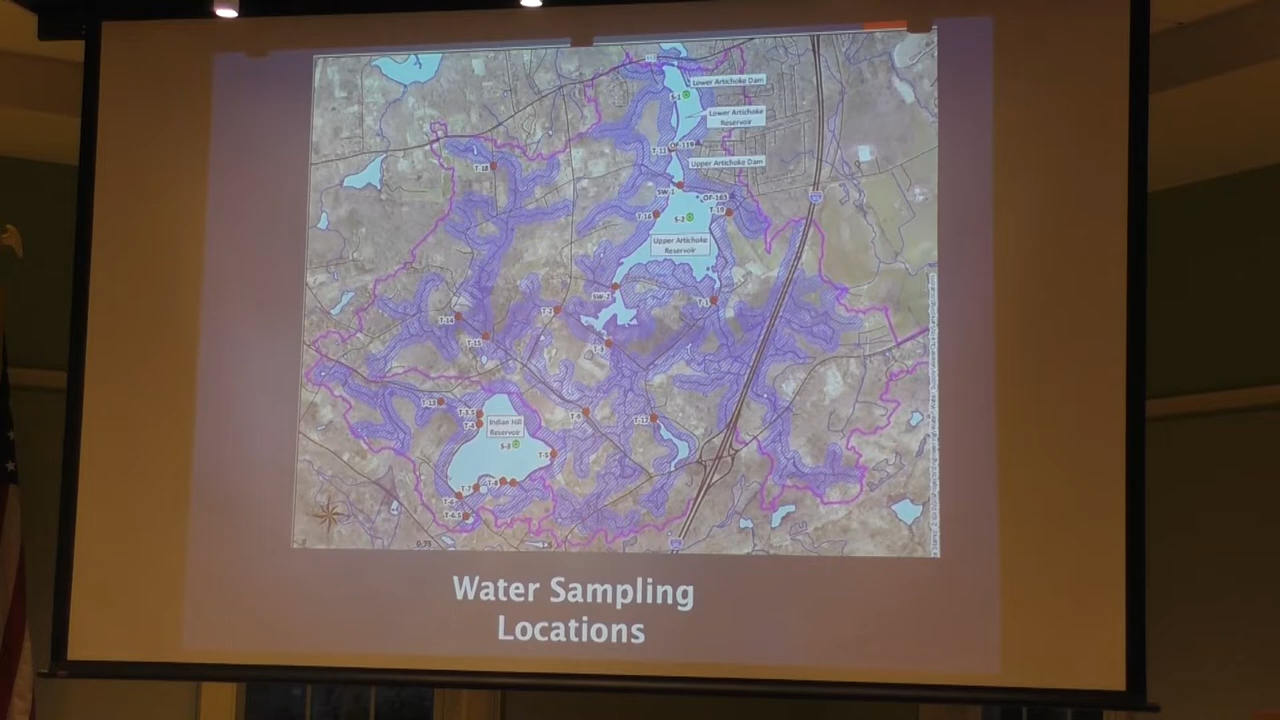 Lower Artichoke Dam
S-1
Lower Artichoke
Reservoir
T-11
OF-119
Upper Artichoke Dam
T-18
SW-1
OF-163
T-16
S-2
T-19
Upper Artichoke
Reservoir
SW-2
T-1
T-2
T-14
T-15
T-3
T-13
T-3.5
T-4
Indian Hill
Reservoir
S-3
T-5
T-12
T-7
T-8
T-6.5
0.75
Water Sampling
Locations